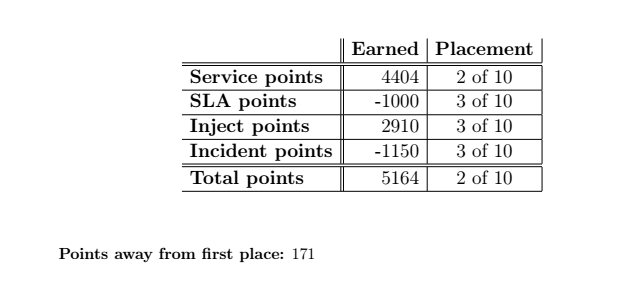 Earned Placement
Service points 4404 2 of 10
SLA points -1000 3 of 10
Inject points 2910 3 of 10
Incident points -1150 3 of 10
Total points 5164 2 of 10
Points away from first place: 171